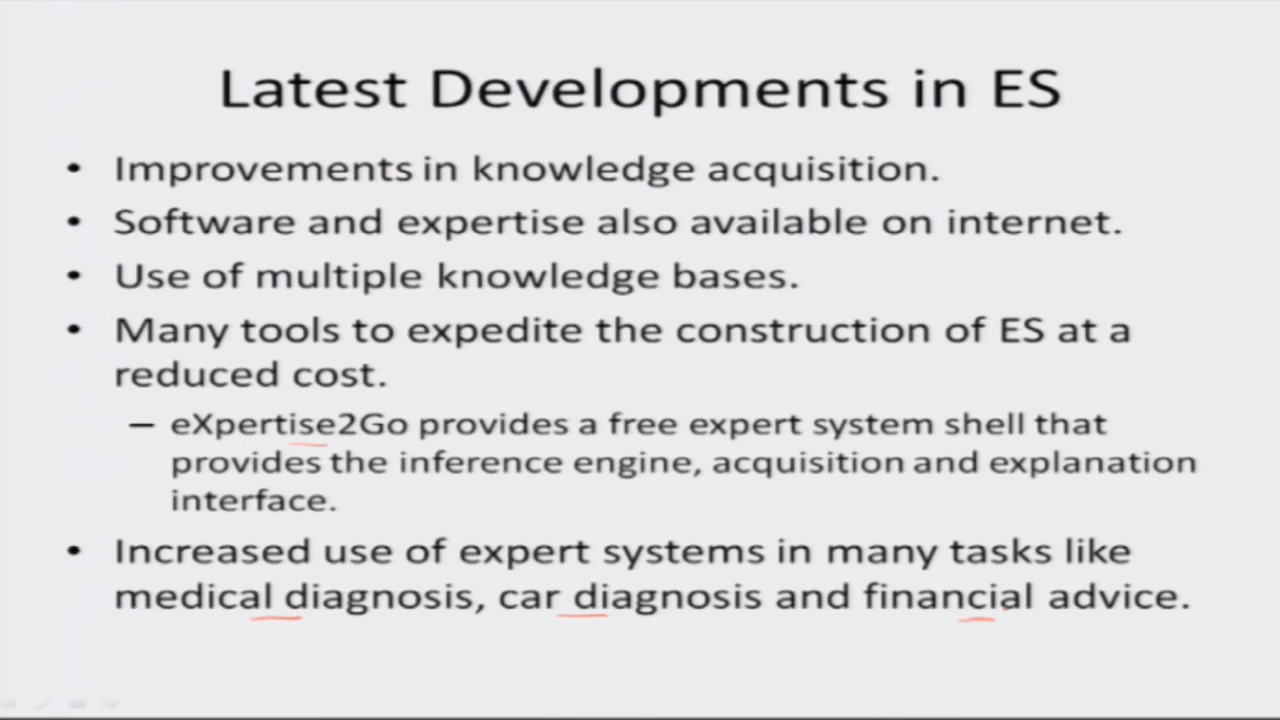 Latest Developments in ES
• Improvements in knowledge acquisition.
• Software and expertise also available on internet.
• Use of multiple knowledge bases.
• Many tools to expedite the construction of ES at a
reduced cost.
– eXpertise2Go provides a free expert system shell that
provides the inference engine, acquisition and explanation
interface.
• Increased use of expert systems in many tasks like
medical diagnosis, car diagnosis and financial advice.